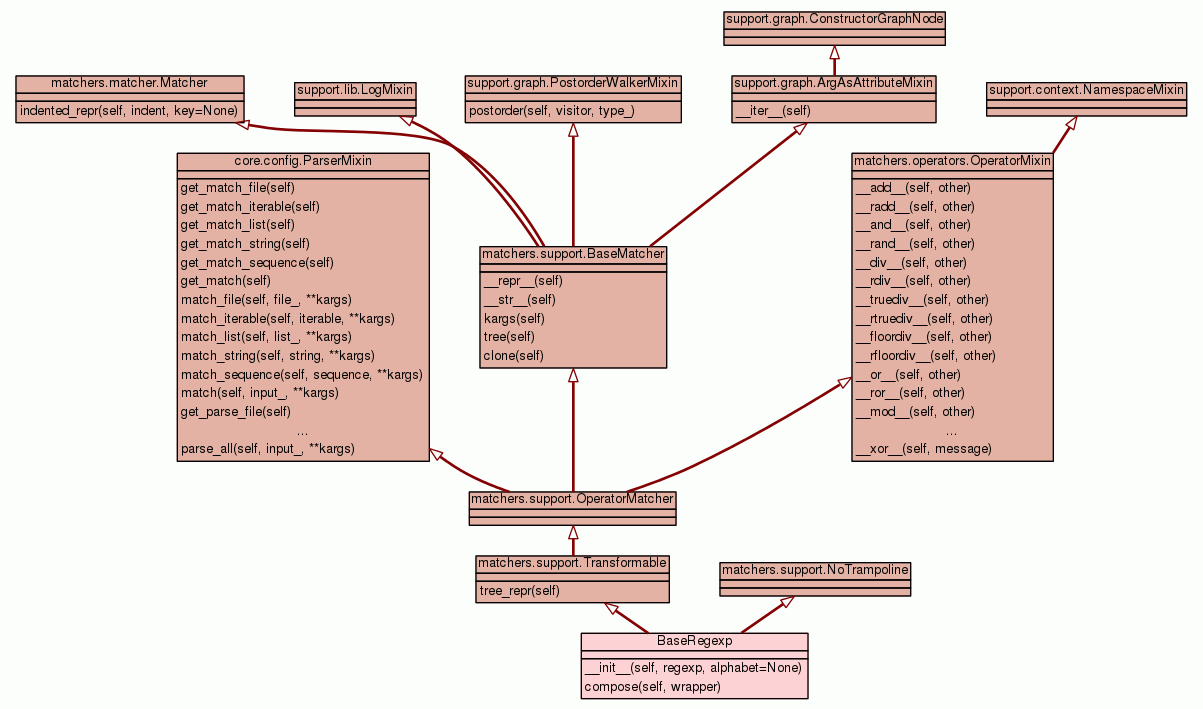 support.graph.ConstructorGraphNode
matchers.matcher.Matcher
indented_repr(self, indent, key=None)
support.lib.LogMixin
support.graph.PostorderWalkerMixin
postorder(self, visitor, type_)
support.graph.ArgAsAttributeMixin
__iter__(self)
support.context.NamespaceMixin
core.config.ParserMixin
get_match_file(self)
get_match_iterable(self)
get_match_list(self)
get_match_string(self)
get_match_sequence(self)
get_match(self)
match_file(self, file_, **kargs)
match_iterable(self, iterable, **kargs)
match_list(self, list_, **kargs)
match_string(self, string, **kargs)
match_sequence(self, sequence, **kargs)
match(self, input_, **kargs)
get_parse_file(self)
...
parse_all(self, input_, **kargs)
matchers.support.BaseMatcher
__repr__(self)
__str__(self)
kargs(self)
tree(self)
clone(self)
matchers.operators.OperatorMixin
__add__(self, other)
__radd__(self, other)
__and__(self, other)
__rand__(self, other)
__div__(self, other)
__rdiv__(self, other)
__truediv__(self, other)
__rtruediv__(self, other)
__floordiv__(self, other)
__rfloordiv__(self, other)
__or__(self, other)
__ror__(self, other)
__mod__(self, other)
...
__xor__(self, message)
matchers.support.OperatorMatcher
matchers.support.Transformable
tree_repr(self)
matchers.support.NoTrampoline
BaseRegexp
__init__(self, regexp, alphabet=None)
compose(self, wrapper)